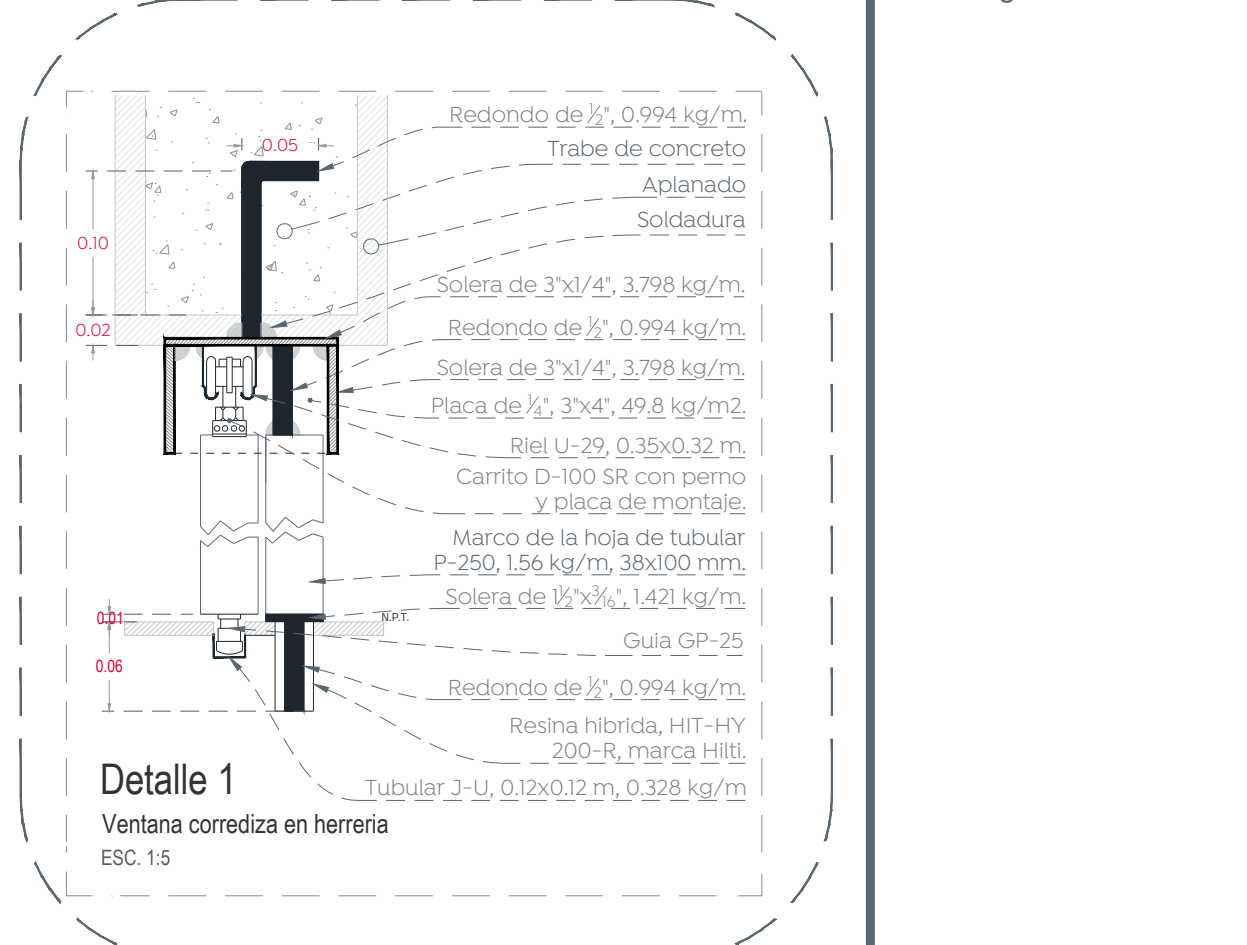 Redondo de ½", 0.994 kg/m.
0.05
Trabe de concreto
Aplanado
Soldadura
0.10
Solera de 3"x1/4", 3.798 kg/m.
0.02
Redondo de ½", 0.994 kg/m.
Solera de 3"x1/4", 3.798 kg/m.
Placa de ¼", 3"x4", 49.8 kg/m2.
Riel U-29, 0.35x0.32 m.
Carrito D-100 SR con perno
y placa de montaje.
Marco de la hoja de tubular
P-250, 1.56 kg/m, 38x100 mm.
Solera de 1½"x3⁄16", 1.421 kg/m.
0.01
N.P.T.
Guia GP-25
0.06
Redondo de ½", 0.994 kg/m.
Resina hibrida, HIT-HY
200-R, marca Hilti.
Tubular J-U, 0.12x0.12 m, 0.328 kg/m
Detalle 1
Ventana corrediza en herreria
ESC. 1:5